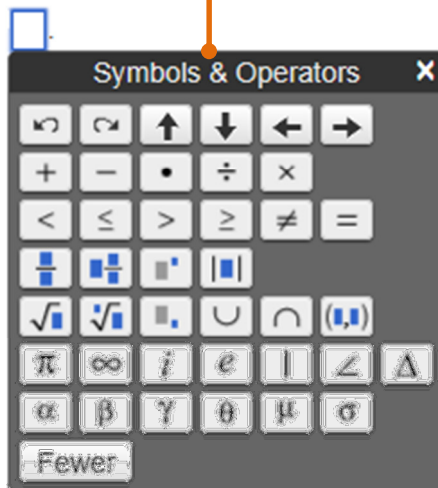 .
Symbols & Operators ×
+ − • ÷ ×
< ≤ > ≥ ≠ =
√ √ ∪ ∩ (,)
π ∞ i e | ∠ Δ
α β γ θ μ σ
Fewer